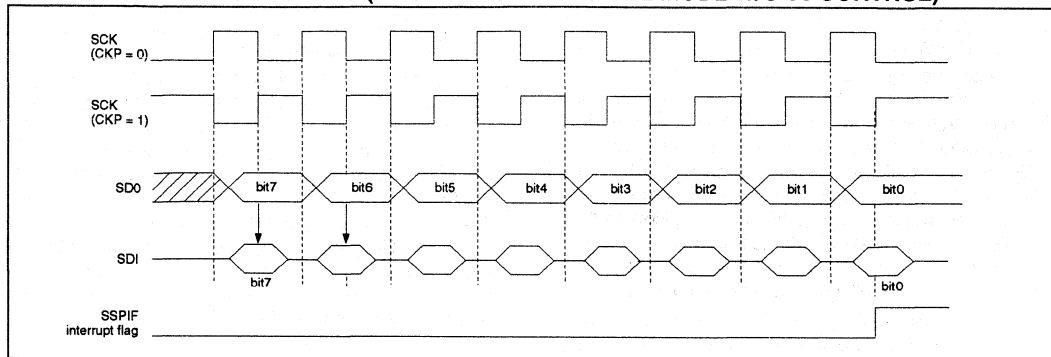 SCK
(CKP = 0)
SCK
(CKP = 1)
SD0
bit7
bit6
bit5
bit4
bit3
bit2
bit1
bit0
SDI
bit7
bit0
SSPIF
interrupt flag